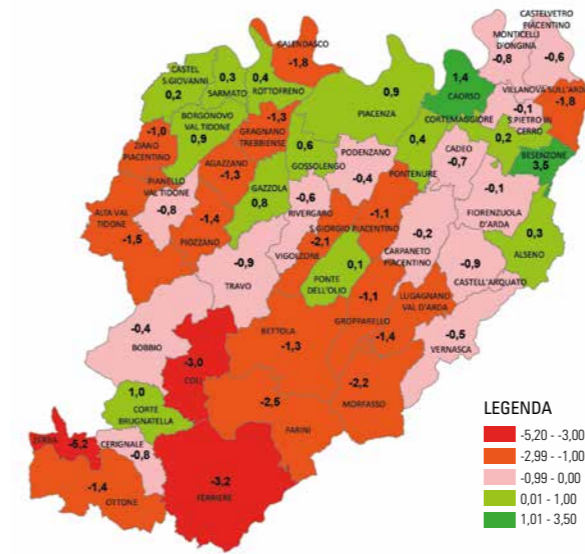 CASTELVETRO
PIACENTINO
-0,6
MONTICELLI
D'ONGINA
-0,8
CALENDASCO
-1,8
CASTEL
S.GIOVANNI
0,2
0,3
SARMATO
0,4
ROTTOFRENO
0,9
PIACENZA
1,4
CAORSO
VILLANOVA SULL'ARDA
-1,8
-0,1
S.PIETRO IN
CERRO
0,2
CORTEMAGGIORE
BORGONOVO
VAL TIDONE
0,9
-1,3
GRAGNANO
TREBBIENSE
-1,0
ZIANO
PIACENTINO
AGAZZANO
-1,3
0,6
GOSSOLENGO
PODENZANO
-0,4
0,4
PONTENURE
CADEO
-0,7
BESENZONE
3,5
PIANELLO
VAL TIDONE
-0,8
GAZZOLA
0,8
-0,6
RIVERGARO
-0,1
FIORENZUOLA
D'ARDA
ALTA VAL
TIDONE
-1,5
-1,4
PIOZZANO
-1,1
S.GIORGIO PIACENTINO
-2,1
VIGOLZONE
-0,2
CARPANETO
PIACENTINO
0,3
ALSENO
-0,9
TRAVO
0,1
PONTE
DELL'OLIO
-0,9
CASTELL'ARQUATO
-1,1
GROPPARELLO
LUGAGNANO
VAL D'ARDA
-1,4
-0,4
BOBBIO
BETTOLA
-1,3
-0,5
VERNASCA
-3,0
COLI
-2,2
MORFASSO
1,0
CORTE
BRUGNATELLA
-2,5
FARINI
ZERBA
-5,2
CERIGNALE
-0,8
-1,4
OTTONE
-3,2
FERRIERE
LEGENDA
-5,20 - -3,00
-2,99 - -1,00
-0,99 - 0,00
0,01 - 1,00
1,01 - 3,50